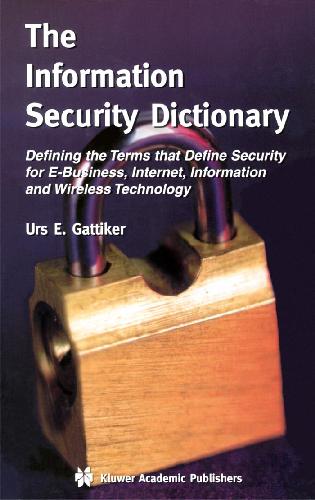 The
Information
Security Dictionary
Defining the Terms that Define Security
for E-Business, Internet, Information
and Wireless Technology
Urs E. Gattiker
Kluwer Academic Publishers